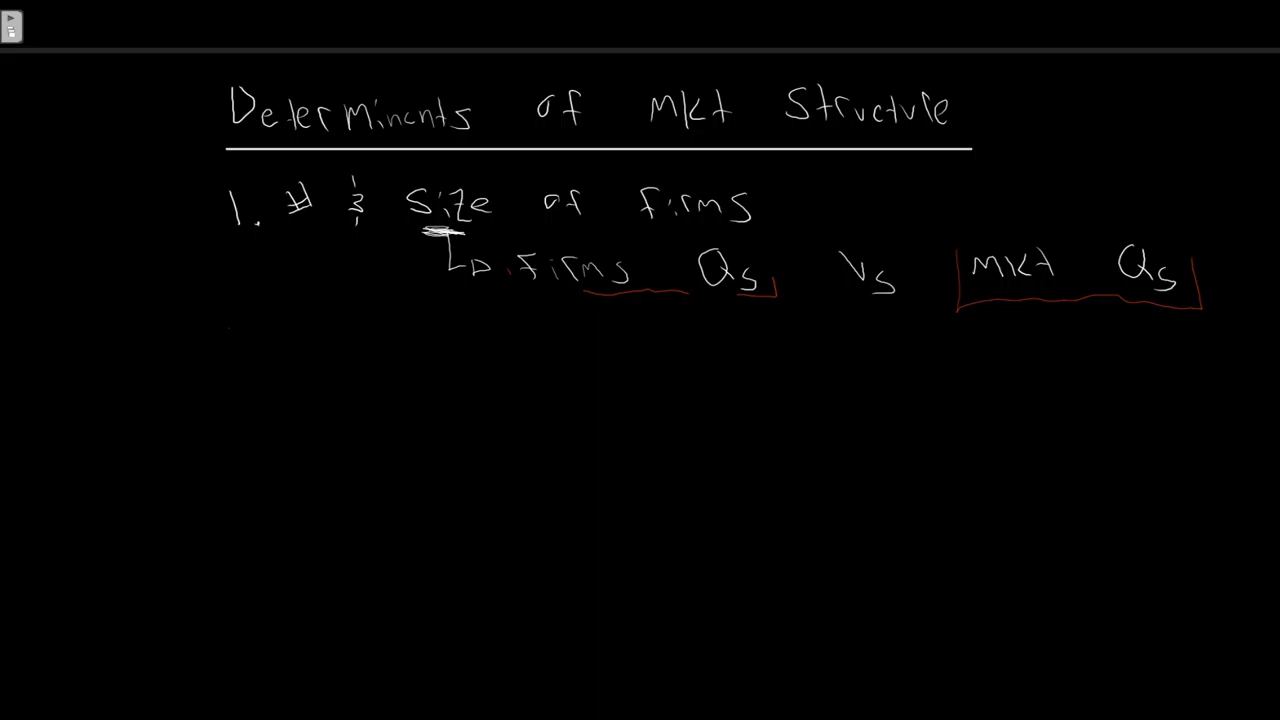 Determinants of Mkt Structure
1. # & Size of firms
firms Qs Vs Mkt Qs